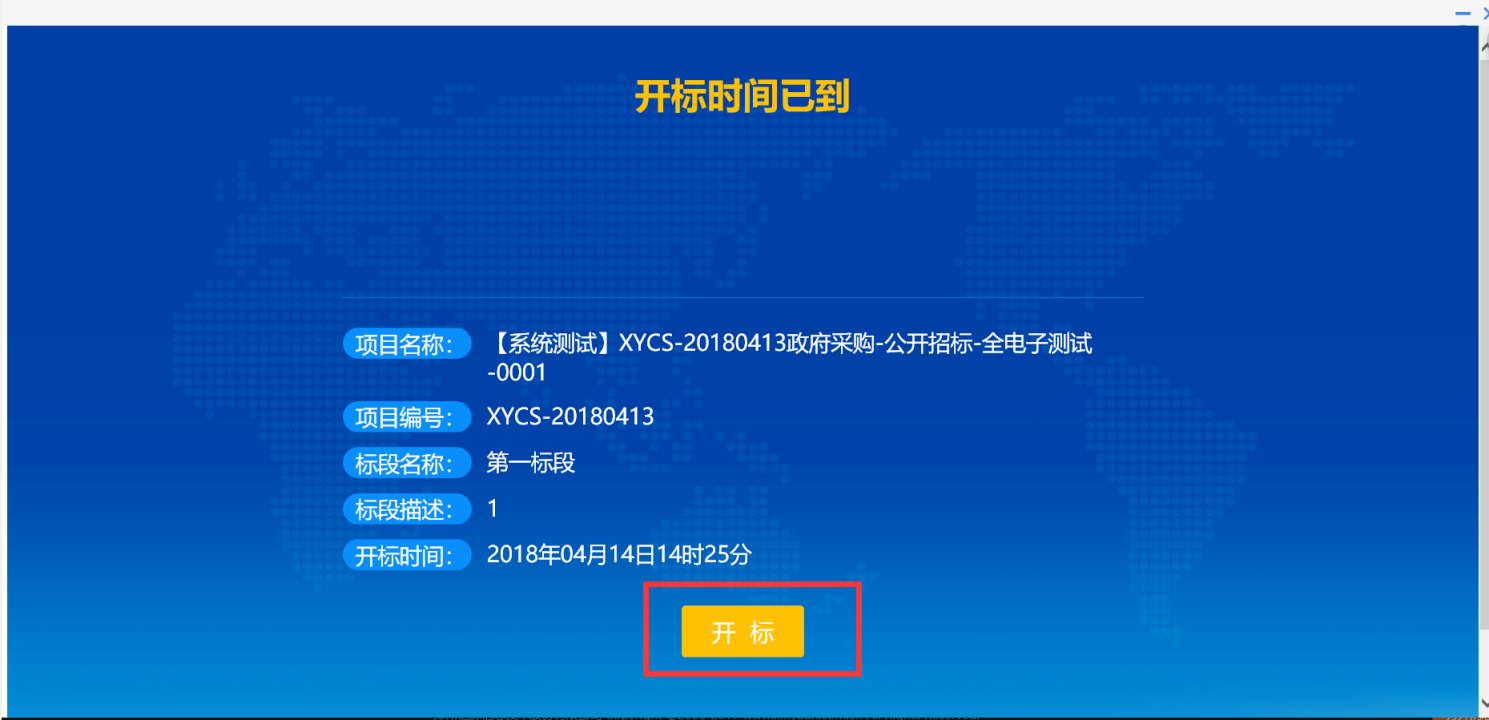 开标时间已到
项目名称： 【系统测试】XYCS-20180413政府采购-公开招标-全电子测试
-0001
项目编号： XYCS-20180413
标段名称： 第一标段
标段描述： 1
开标时间： 2018年04月14日14时25分
开 标